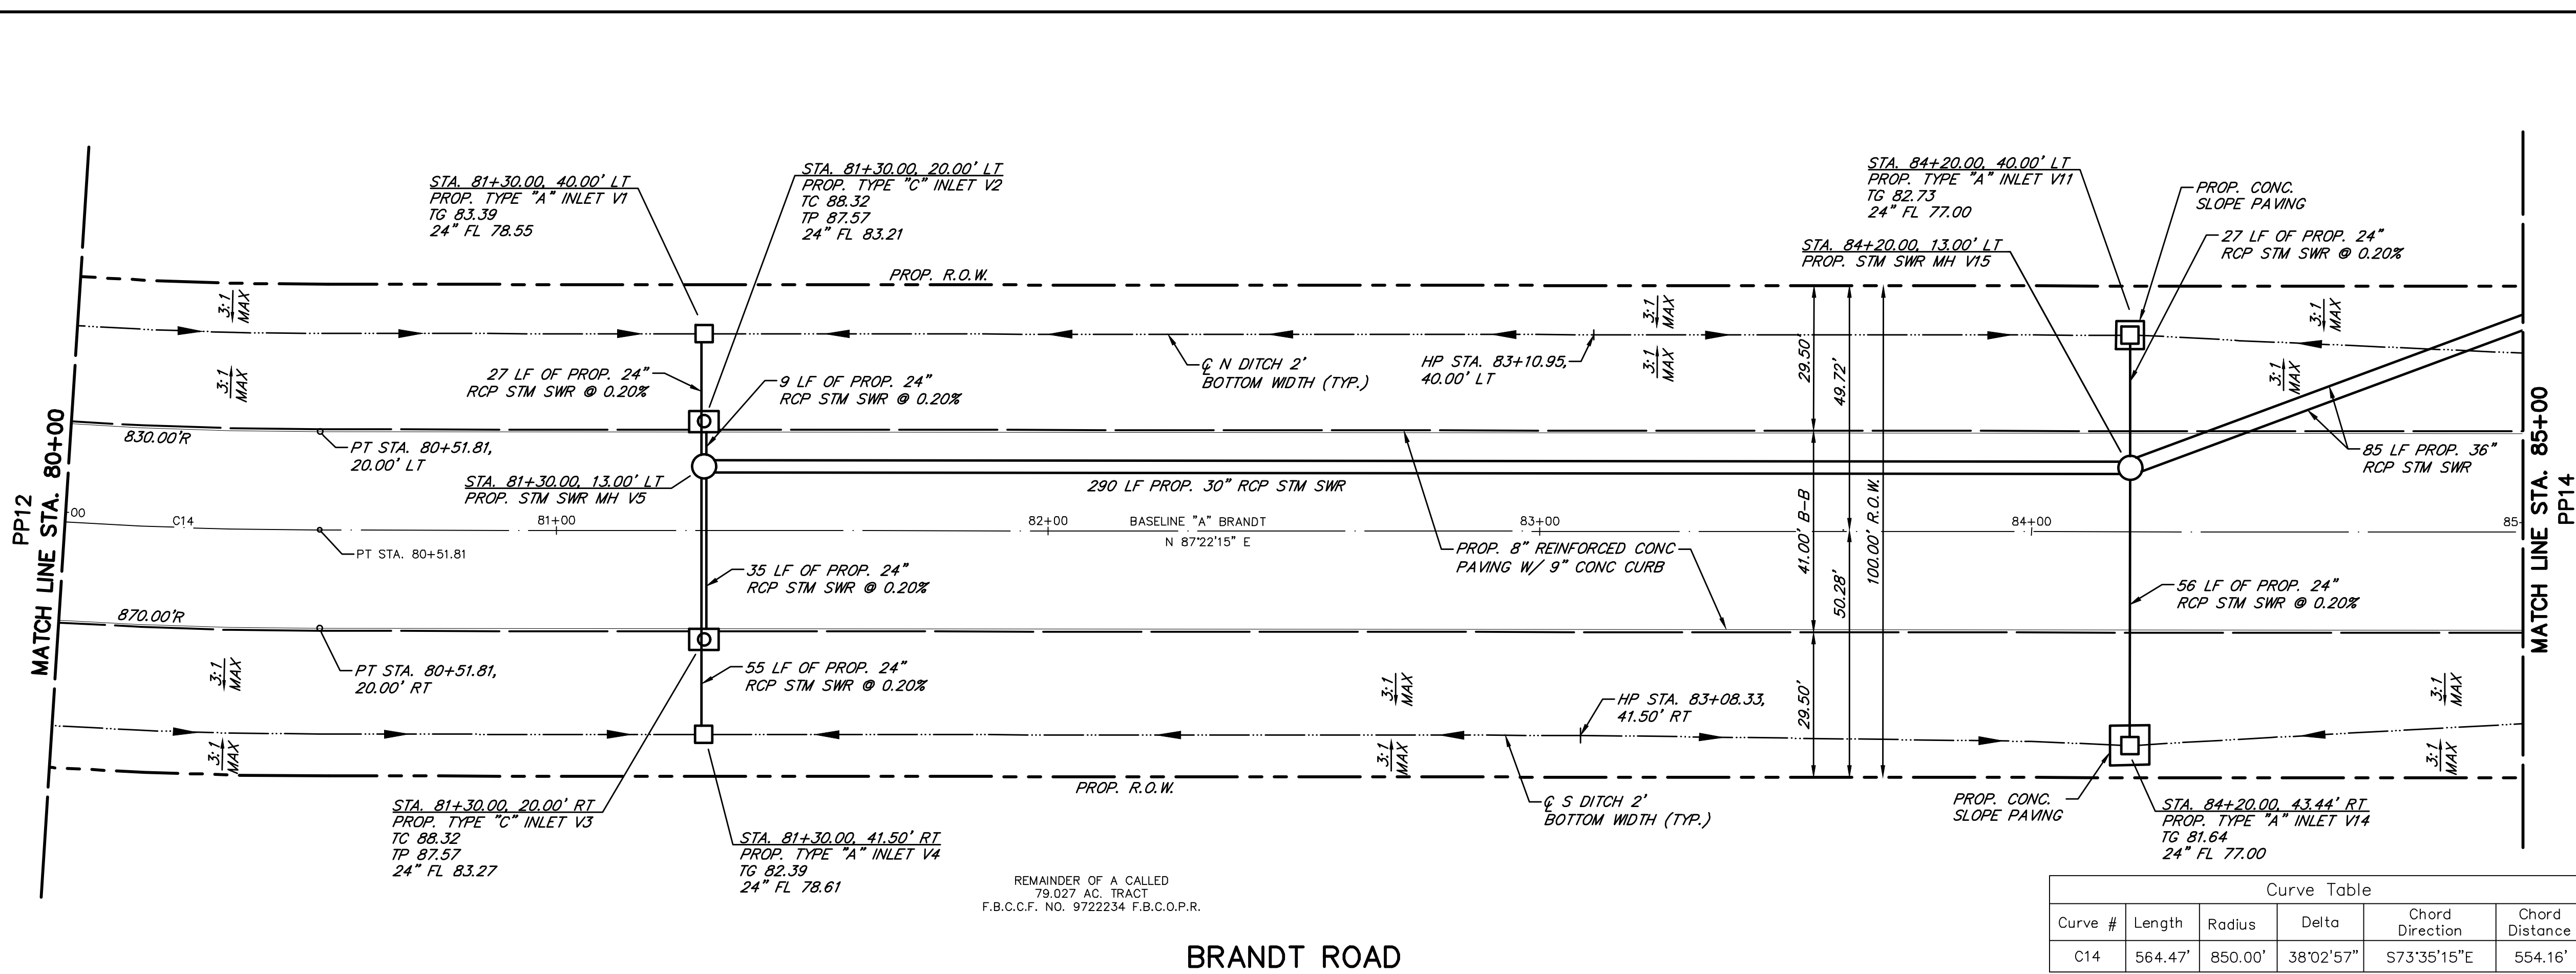 STA. 81+30.00, 40.00' LT
PROP. TYPE "A" INLET V1
TG 83.39
24" FL 78.55
STA. 81+30.00, 20.00' LT
PROP. TYPE "C" INLET V2
TC 88.32
TP 87.57
24" FL 83.21
STA. 84+20.00, 40.00' LT
PROP. TYPE "A" INLET V11
TG 82.73
24" FL 77.00
PROP. CONC.
SLOPE PAVING
STA. 84+20.00, 13.00' LT
PROP. STM SWR MH V15
27 LF OF PROP. 24"
RCP STM SWR @ 0.20%
PROP. R.O.W.
3:1
MAX
3:1
MAX
3:1
MAX
3:1
MAX
3:1
MAX
3:1
MAX
27 LF OF PROP. 24"
RCP STM SWR @ 0.20%
9 LF OF PROP. 24"
RCP STM SWR @ 0.20%
℄ N DITCH 2'
BOTTOM WIDTH (TYP.)
HP STA. 83+10.95,
40.00' LT
29.50'
49.72'
830.00'R
PT STA. 80+51.81,
20.00' LT
STA. 81+30.00, 13.00' LT
PROP. STM SWR MH V5
290 LF PROP. 30" RCP STM SWR
85 LF PROP. 36"
RCP STM SWR
PP12
MATCH LINE STA. 80+00
MATCH LINE STA. 85+00
PP14
-00
C14
81+00
82+00
BASELINE "A" BRANDT
83+00
84+00
85-
N 87°22'15" E
PT STA. 80+51.81
41.00' B-B
50.28'
100.00' R.O.W.
PROP. 8" REINFORCED CONC
PAVING W/ 9" CONC CURB
35 LF OF PROP. 24"
RCP STM SWR @ 0.20%
56 LF OF PROP. 24"
RCP STM SWR @ 0.20%
870.00'R
PT STA. 80+51.81,
20.00' RT
55 LF OF PROP. 24"
RCP STM SWR @ 0.20%
3:1
MAX
3:1
MAX
3:1
MAX
3:1
MAX
3:1
MAX
3:1
MAX
HP STA. 83+08.33,
41.50' RT
29.50'
PROP. R.O.W.
STA. 81+30.00, 20.00' RT
PROP. TYPE "C" INLET V3
TC 88.32
TP 87.57
24" FL 83.27
STA. 81+30.00, 41.50' RT
PROP. TYPE "A" INLET V4
TG 82.39
24" FL 78.61
℄ S DITCH 2'
BOTTOM WIDTH (TYP.)
PROP. CONC.
SLOPE PAVING
STA. 84+20.00, 43.44' RT
PROP. TYPE "A" INLET V14
TG 81.64
24" FL 77.00
REMAINDER OF A CALLED
79.027 AC. TRACT
F.B.C.C.F. NO. 9722234 F.B.C.O.P.R.
BRANDT ROAD
Curve Table
Curve # Length Radius Delta Chord Direction Chord Distance
C14 564.47' 850.00' 38°02'57" S73°35'15"E 554.16'